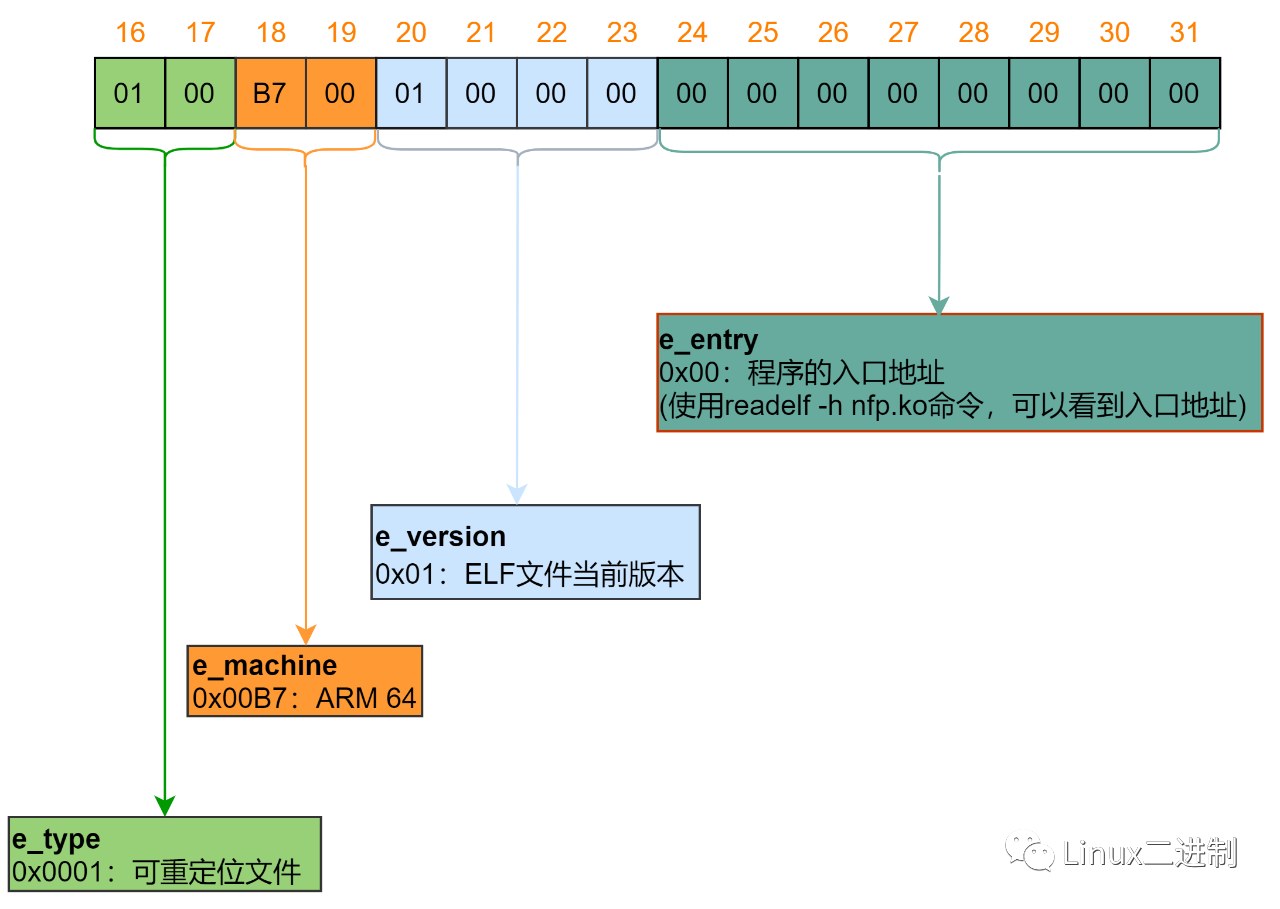 16 17 18 19 20 21 22 23 24 25 26 27 28 29 30 31
01 00 B7 00 01 00 00 00 00 00 00 00 00 00 00 00
e_entry
0x00：程序的入口地址
(使用readelf -h nfp.ko命令，可以看到入口地址)
e_version
0x01：ELF文件当前版本
e_machine
0x00B7：ARM 64
e_type
0x0001：可重定位文件
Linux二进制